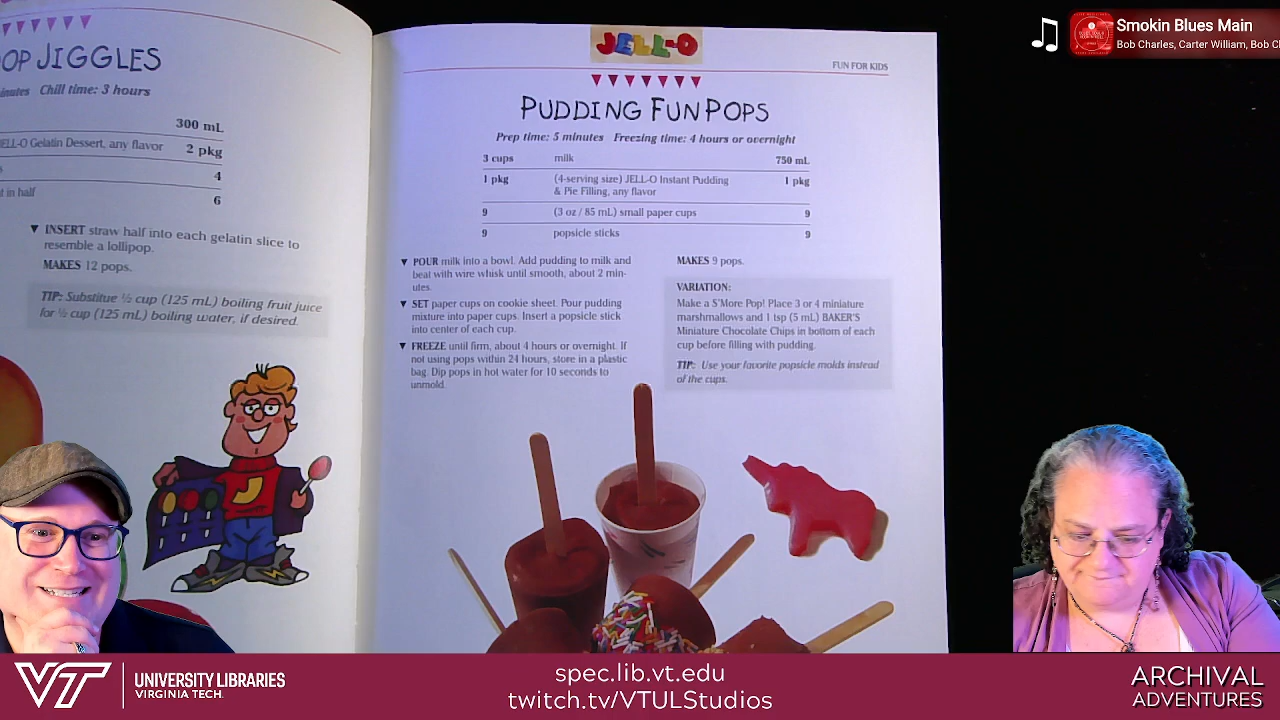 OP JIGGLES
inutes Chill time: 3 hours
300 mL
JELL-O Gelatin Dessert, any flavor 2 pkg
4
t in half
6
▼ INSERT straw half into each gelatin slice to
resemble a lollipop.
MAKES 12 pops.
TIP: Substitue ½ cup (125 mL) boiling fruit juice
for ½ cup (125 mL) boiling water, if desired.
J
JELL-O
FUN FOR KIDS
PUDDING FUN POPS
Prep time: 5 minutes Freezing time: 4 hours or overnight
3 cups milk 750 mL
1 pkg (4-serving size) JELL-O Instant Pudding 1 pkg
& Pie Filling, any flavor
9 (3 oz / 85 mL) small paper cups 9
9 popsicle sticks 9
▼ POUR milk into a bowl. Add pudding to milk and
beat with wire whisk until smooth, about 2 min-
utes.
▼ SET paper cups on cookie sheet. Pour pudding
mixture into paper cups. Insert a popsicle stick
into center of each cup.
▼ FREEZE until firm, about 4 hours or overnight. If
not using pops within 24 hours, store in a plastic
bag. Dip pops in hot water for 10 seconds to
unmold.
MAKES 9 pops.
VARIATION:
Make a S'More Pop! Place 3 or 4 miniature
marshmallows and 1 tsp (5 mL) BAKER'S
Miniature Chocolate Chips in bottom of each
cup before filling with pudding.
TIP: Use your favorite popsicle molds instead
of the cups.
Smokin Blues Main
Bob Charles, Carter William, Bob C
VT UNIVERSITY LIBRARIES
VIRGINIA TECH
spec.lib.vt.edu
twitch.tv/VTULStudios
ARCHIVAL
ADVENTURES